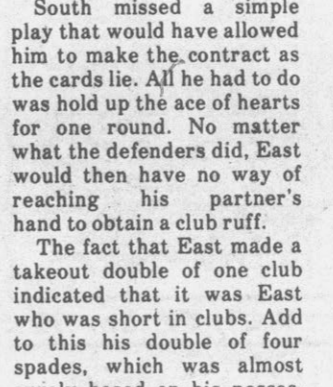 South missed a simple
play that would have allowed
him to make the contract as
the cards lie. All he had to do
was hold up the ace of hearts
for one round. No matter
what the defenders did, East
would then have no way of
reaching his partner's
hand to obtain a club ruff.
The fact that East made a
takeout double of one club
indicated that it was East
who was short in clubs. Add
to this his double of four
spades, which was almost
based on his